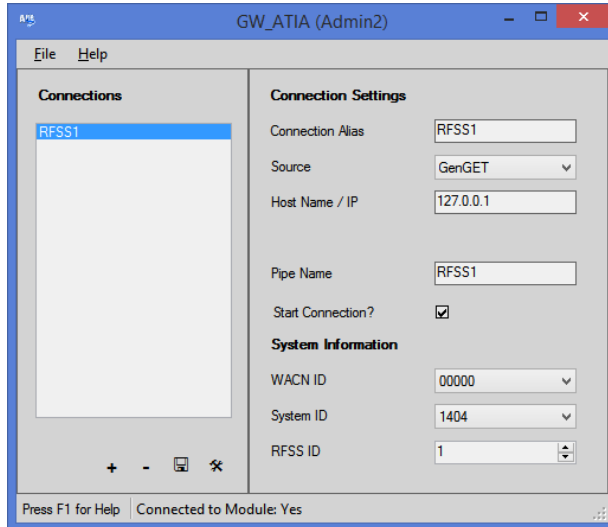 GW_ATIA (Admin2)
File Help
Connections
RFSS1
Connection Settings
Connection Alias RFSS1
Source GenGET
Host Name / IP 127.0.0.1
Pipe Name RFSS1
Start Connection?
System Information
WACN ID 00000
System ID 1404
RFSS ID 1
+ -
Press F1 for Help Connected to Module: Yes